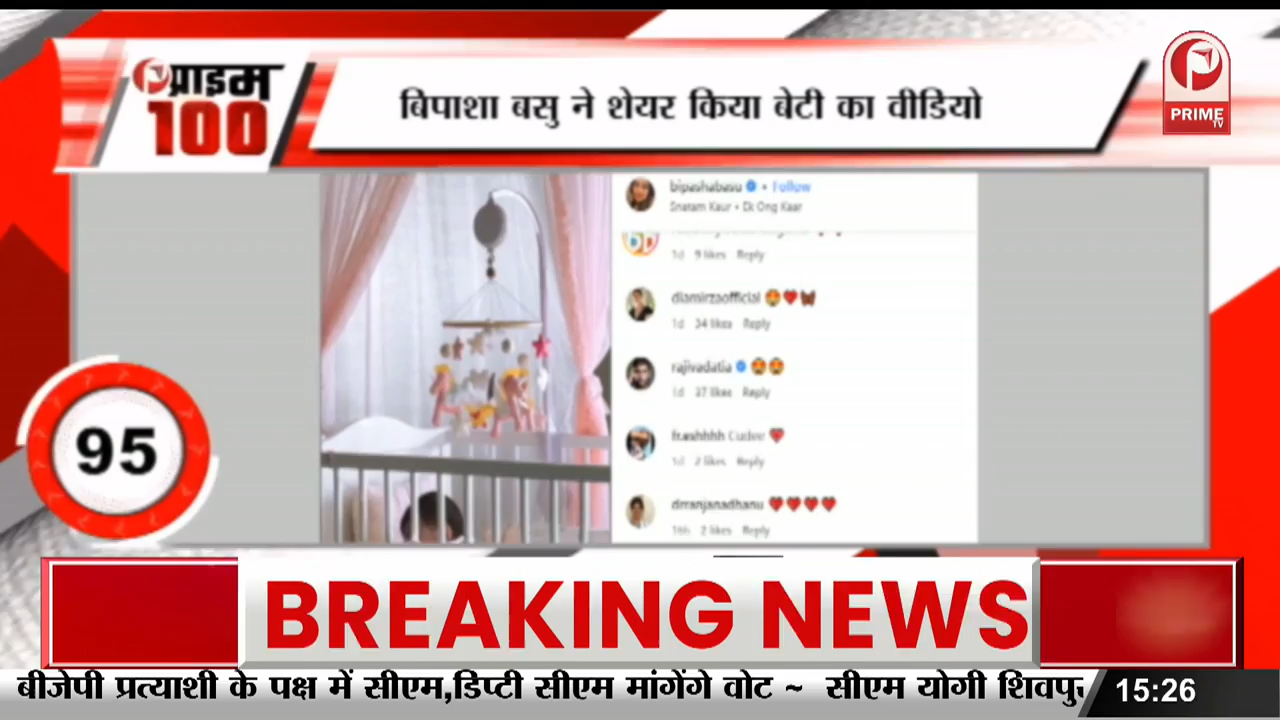 प्राइम
100
बिपाशा बसु ने शेयर किया बेटी का वीडियो
PRIME
TV
bipashabasu • Follow
Snatam Kaur • Ek Ong Kaar
1d 9 likes Reply
diamirzaofficial 😍❤️🦋
1d 34 likes Reply
rajivadatia 😍😍
1d 37 likes Reply
fr.ashhhh Cudee ❤️
1d 2 likes Reply
drranjanadhanu ❤️❤️❤️❤️
16h 2 likes Reply
95
BREAKING NEWS
बीजेपी प्रत्याशी के पक्ष में सीएम,डिप्टी सीएम मांगेंगे वोट ~ सीएम योगी शिवपु
15:26